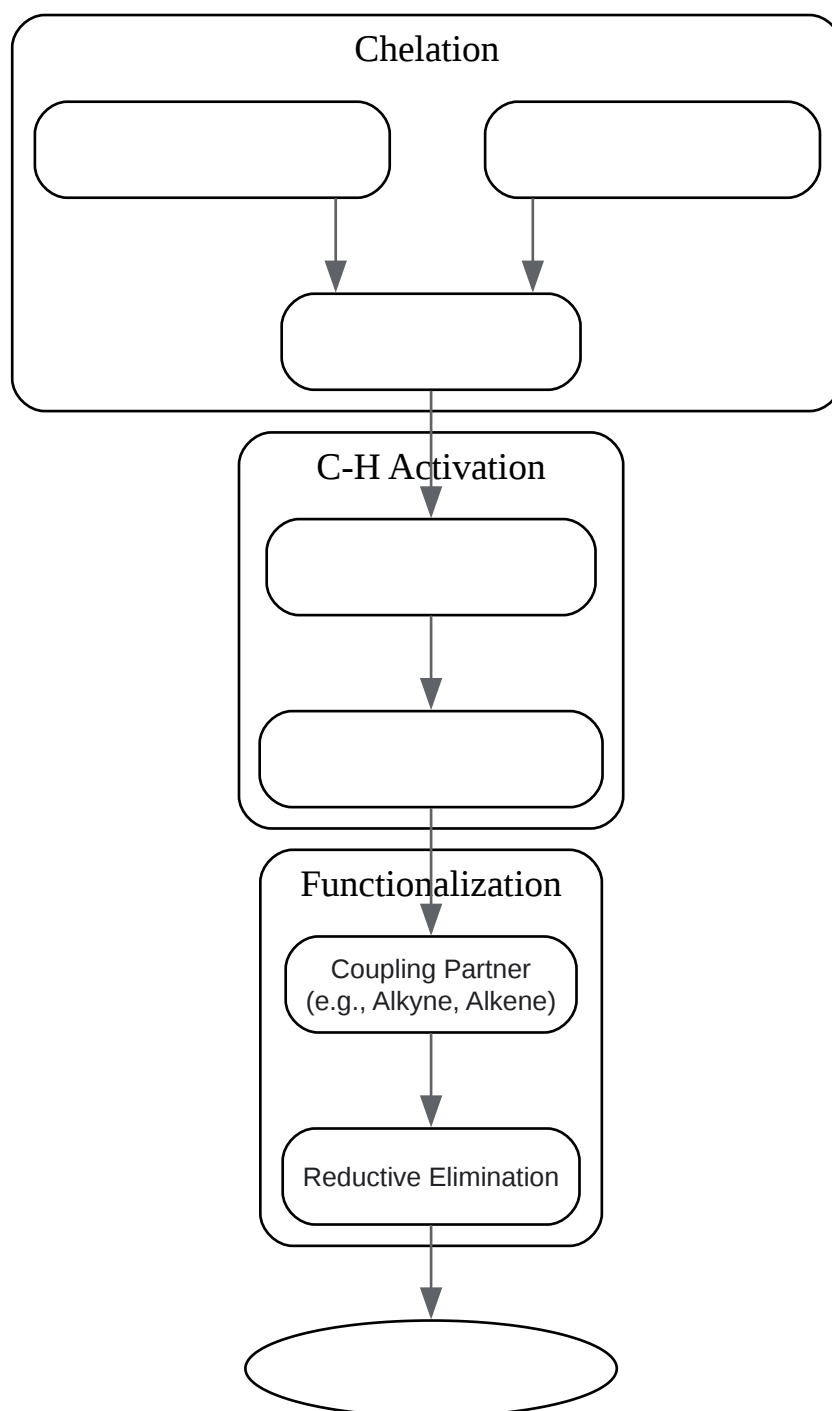 Chelation
C-H Activation
Functionalization
Coupling Partner
(e.g., Alkyne, Alkene)
Reductive Elimination